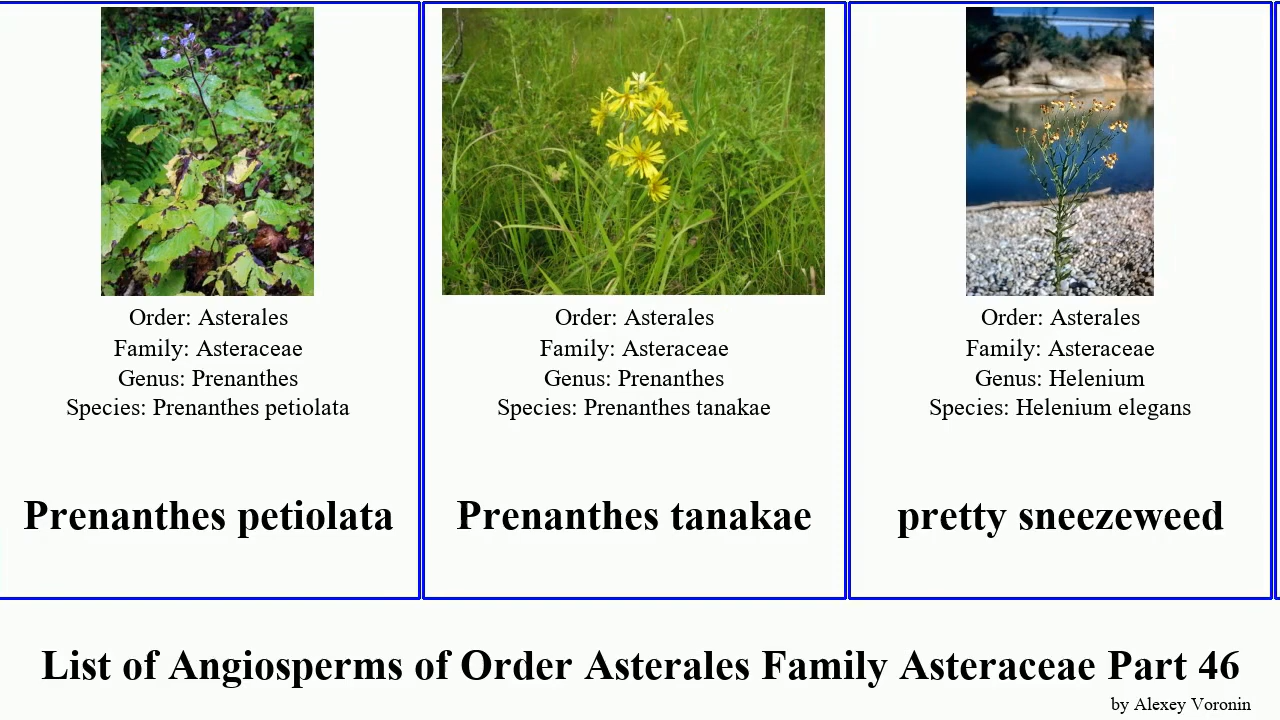 Order: Asterales
Family: Asteraceae
Genus: Prenanthes
Species: Prenanthes petiolata
Prenanthes petiolata
Order: Asterales
Family: Asteraceae
Genus: Prenanthes
Species: Prenanthes tanakae
Prenanthes tanakae
Order: Asterales
Family: Asteraceae
Genus: Helenium
Species: Helenium elegans
pretty sneezeweed
List of Angiosperms of Order Asterales Family Asteraceae Part 46
by Alexey Voronin